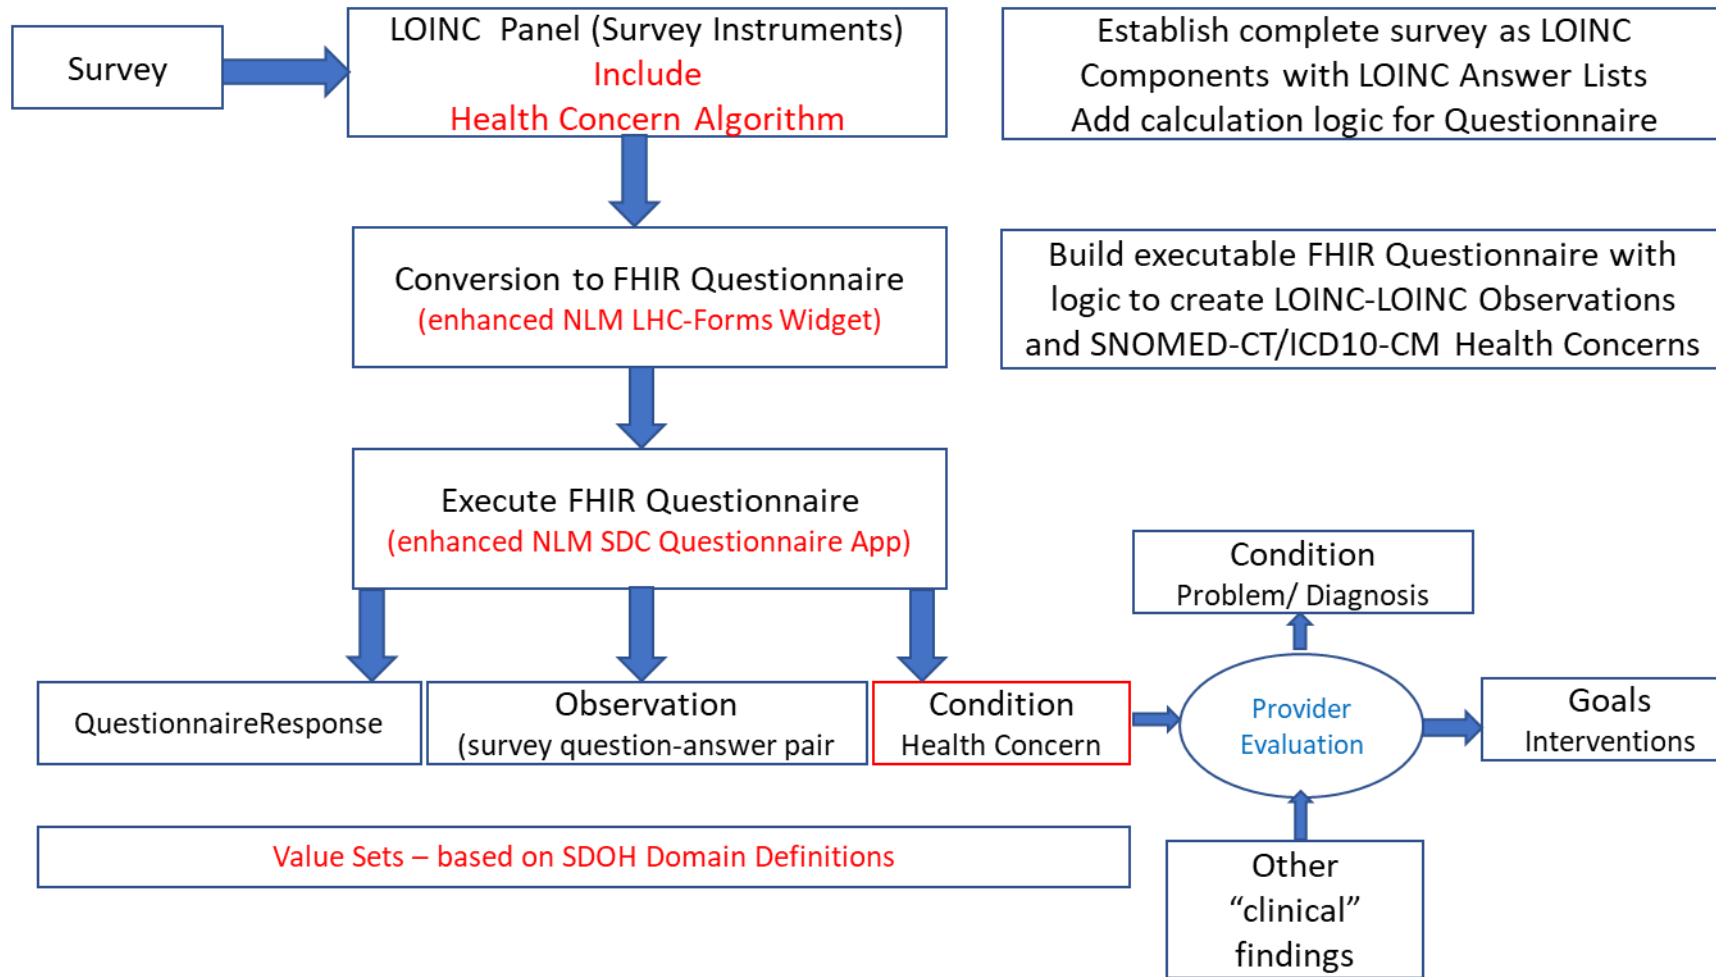 Survey
LOINC Panel (Survey Instruments)
Include
Health Concern Algorithm
Establish complete survey as LOINC
Components with LOINC Answer Lists
Add calculation logic for Questionnaire
Conversion to FHIR Questionnaire
(enhanced NLM LHC-Forms Widget)
Build executable FHIR Questionnaire with
logic to create LOINC-LOINC Observations
and SNOMED-CT/ICD10-CM Health Concerns
Execute FHIR Questionnaire
(enhanced NLM SDC Questionnaire App)
Condition
Problem/ Diagnosis
QuestionnaireResponse
Observation
(survey question-answer pair
Condition
Health Concern
Provider
Evaluation
Goals
Interventions
Value Sets – based on SDOH Domain Definitions
Other
“clinical”
findings